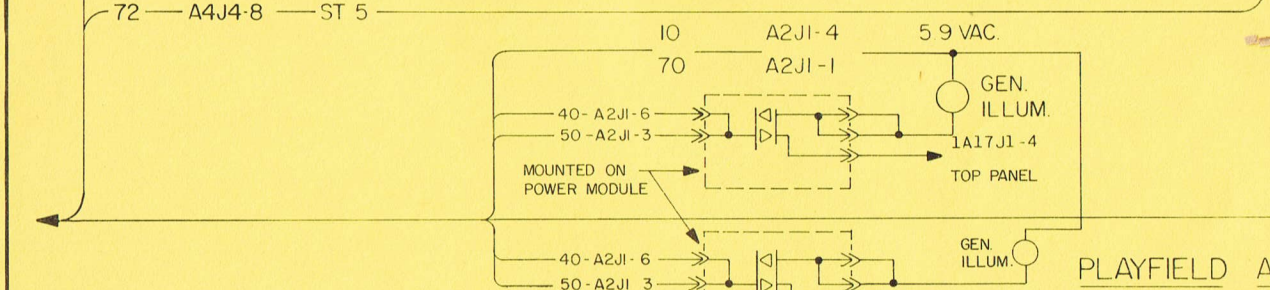 72 A4J4-8 ST 5
10 A2J1-4 5.9 VAC.
70 A2J1-1
GEN.
ILLUM.
40-A2J1-6
50-A2J1-3
1A17J1-4
TOP PANEL
MOUNTED ON
POWER MODULE
GEN.
ILLUM.
40-A2J1-6
50-A2J1 3
PLAYFIELD A